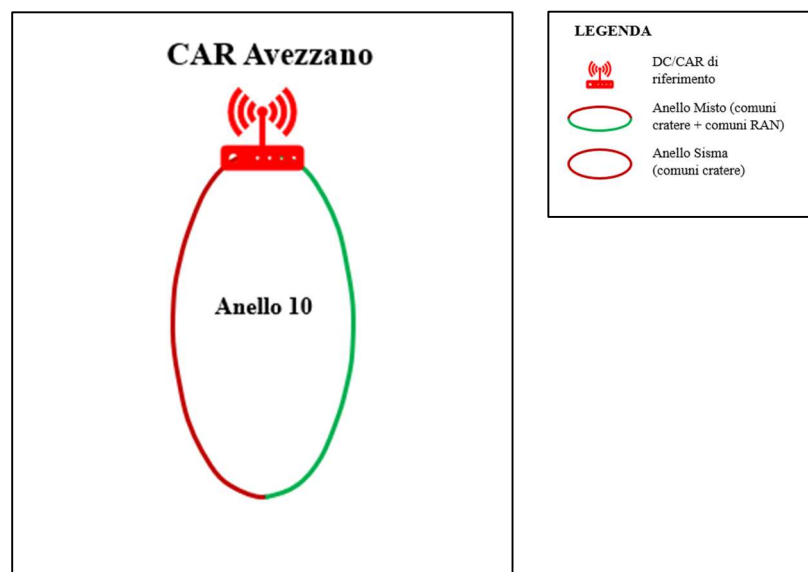 CAR Avezzano
Anello 10
LEGENDA
DC/CAR di
riferimento
Anello Misto (comuni
cratere + comuni RAN)
Anello Sisma
(comuni cratere)